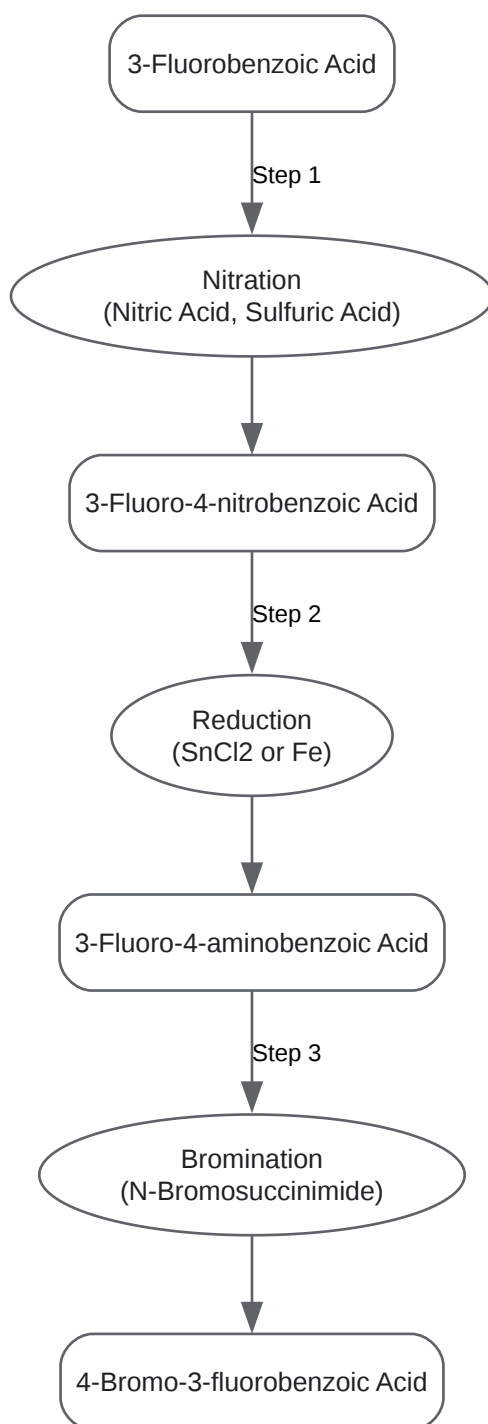 3-Fluorobenzoic Acid
Step 1
Nitration
(Nitric Acid, Sulfuric Acid)
3-Fluoro-4-nitrobenzoic Acid
Step 2
Reduction
(SnCl2 or Fe)
3-Fluoro-4-aminobenzoic Acid
Step 3
Bromination
(N-Bromosuccinimide)
4-Bromo-3-fluorobenzoic Acid